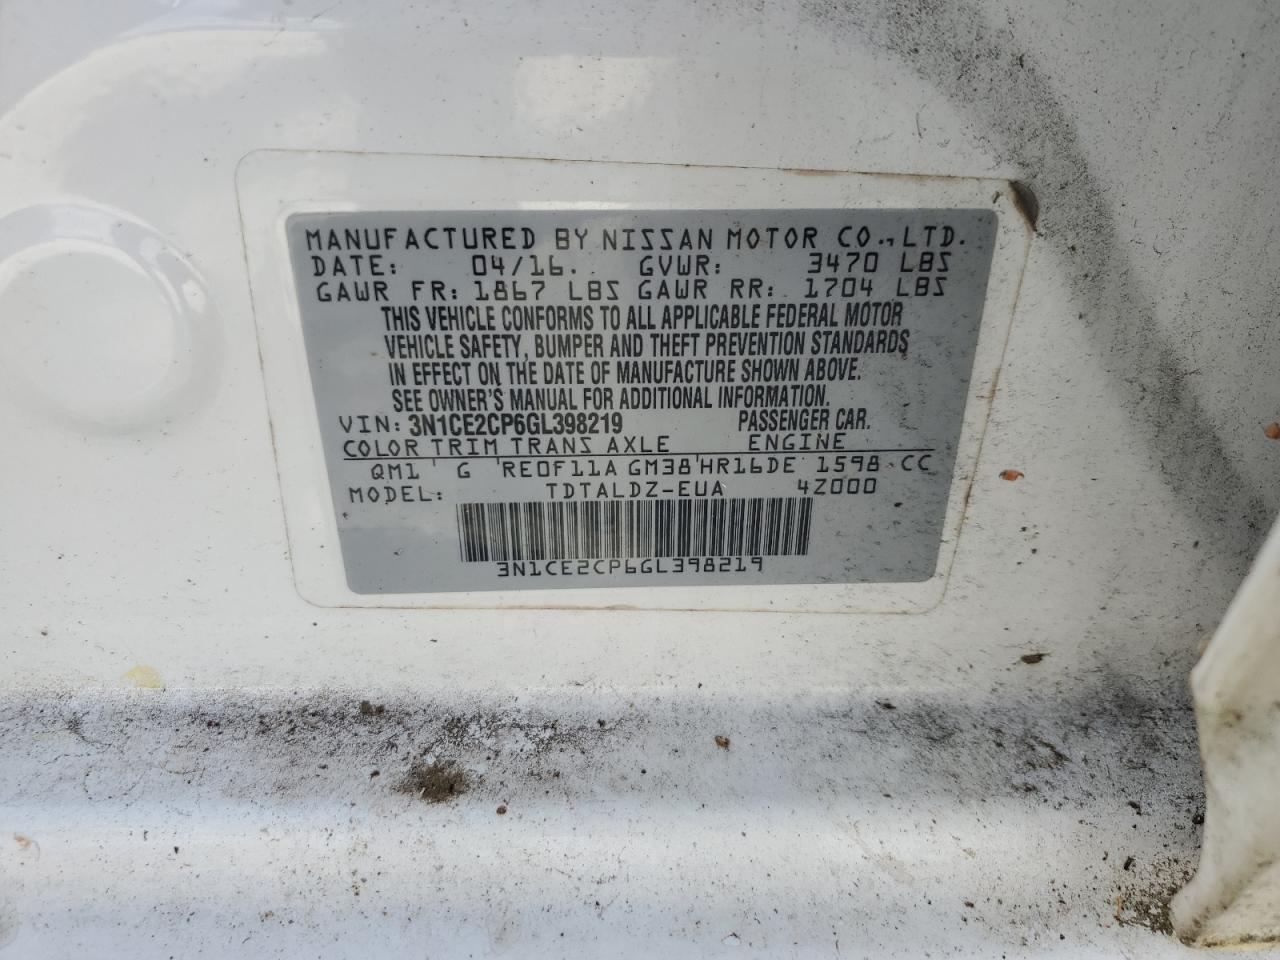 MANUFACTURED BY NISSAN MOTOR CO., LTD.
DATE: 04/16. GVWR: 3470 LBS
GAWR FR: 1867 LBS GAWR RR: 1704 LBS
THIS VEHICLE CONFORMS TO ALL APPLICABLE FEDERAL MOTOR
VEHICLE SAFETY, BUMPER AND THEFT PREVENTION STANDARDS
IN EFFECT ON THE DATE OF MANUFACTURE SHOWN ABOVE.
SEE OWNER'S MANUAL FOR ADDITIONAL INFORMATION.
VIN: 3N1CE2CP6GL398219 PASSENGER CAR.
COLOR TRIM TRANS AXLE ENGINE
QM1 G RE0F11A GM38 HR16DE 1598 CC
MODEL: TDTALDZ-EUA 4Z000
3N1CE2CP6GL398219